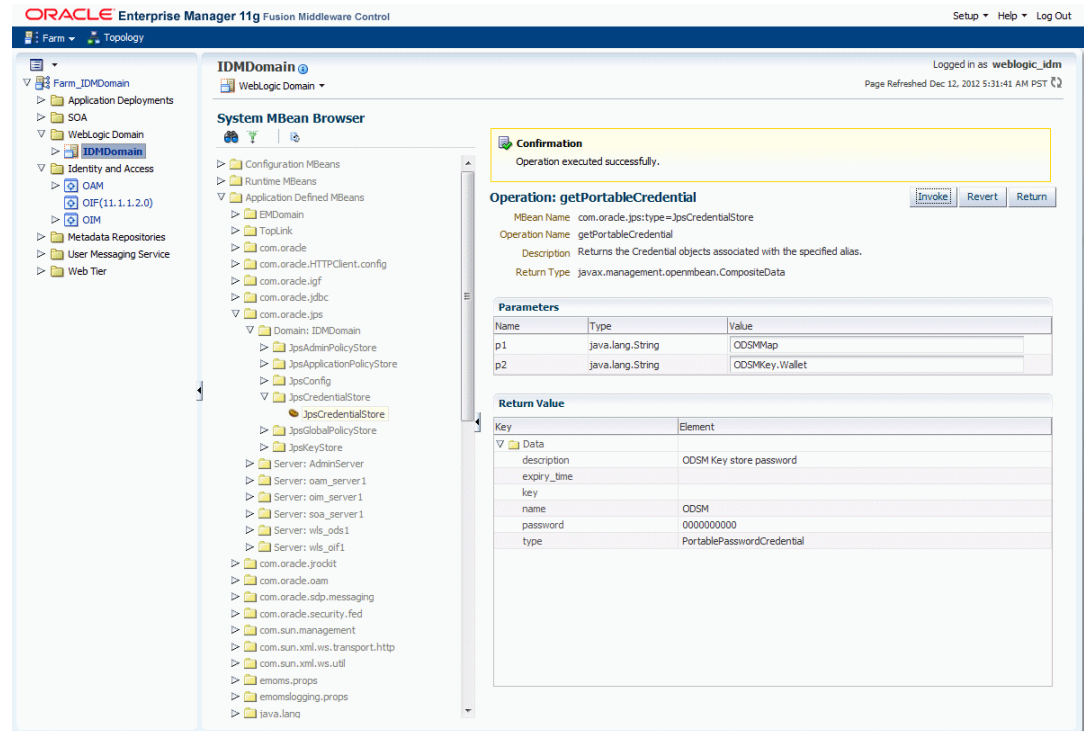 ORACLE Enterprise Manager 11g Fusion Middleware Control
Setup Help Log Out
Farm Topology
Farm_IDMDomain
Application Deployments
SOA
WebLogic Domain
IDMDomain
Identity and Access
OAM
OIF(11.1.1.2.0)
OIM
Metadata Repositories
User Messaging Service
Web Tier
IDMDomain
WebLogic Domain
Logged in as weblogic_idm
Page Refreshed Dec 12, 2012 5:31:41 AM PST
System MBean Browser
Configuration MBeans
Runtime MBeans
Application Defined MBeans
EMDomain
TopLink
com.oracle
com.oracle.HTTPClient.config
com.oracle.igf
com.oracle.jdbc
com.oracle.jps
Domain: IDMDomain
JpsAdminPolicyStore
JpsApplicationPolicyStore
JpsConfig
JpsCredentialStore
JpsCredentialStore
JpsGlobalPolicyStore
JpsKeyStore
Server: AdminServer
Server: oam_server1
Server: oim_server1
Server: soa_server1
Server: wls_ods1
Server: wls_oif1
com.oracle.jrockit
com.oracle.oam
com.oracle.sdp.messaging
com.oracle.security.fed
com.sun.management
com.sun.xml.ws.transport.http
com.sun.xml.ws.util
emoms.props
emomslogging.props
java.lang
Confirmation
Operation executed successfully.
Operation: getPortableCredential
Invoke Revert Return
MBean Name com.oracle.jps:type=JpsCredentialStore
Operation Name getPortableCredential
Description Returns the Credential objects associated with the specified alias.
Return Type javax.management.openmbean.CompositeData
Parameters
Name Type Value
p1 java.lang.String ODSMMap
p2 java.lang.String ODSMKey.Wallet
Return Value
Key Element
Data
description ODSM Key store password
expiry_time
key
name ODSM
password 0000000000
type PortablePasswordCredential